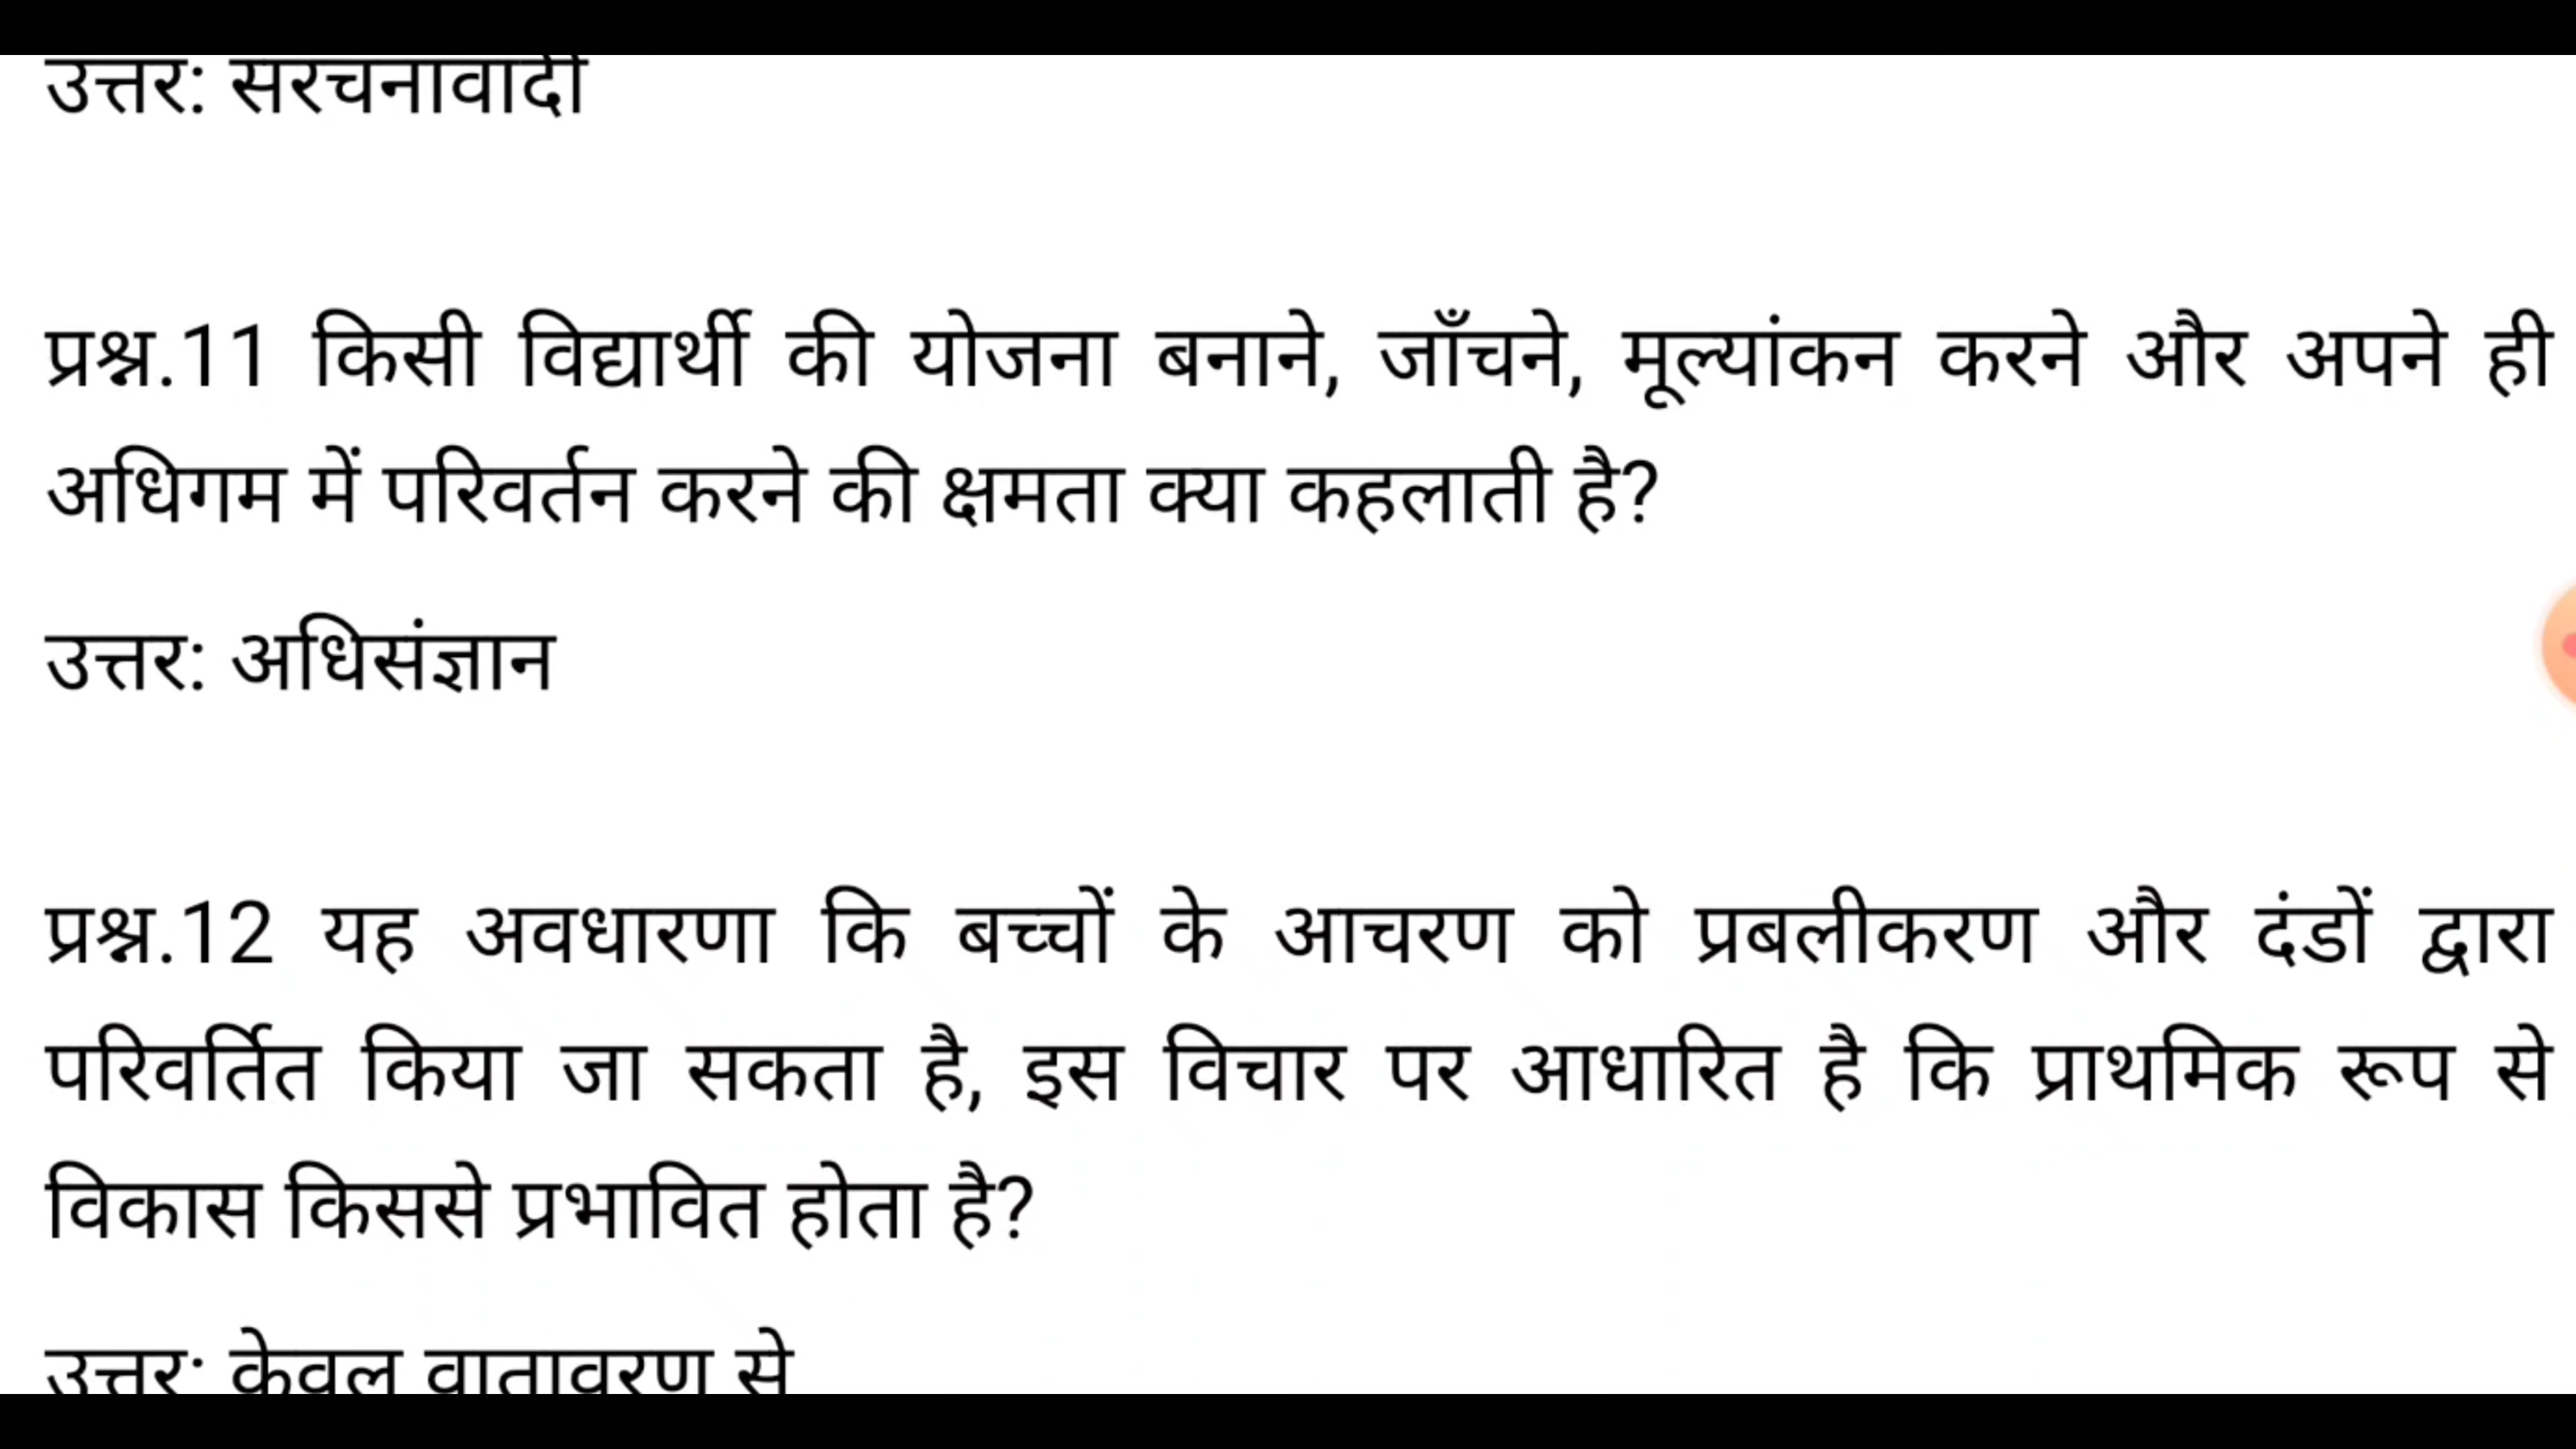 उत्तर: संरचनावादी
प्रश्न.11 किसी विद्यार्थी की योजना बनाने, जाँचने, मूल्यांकन करने और अपने ही
अधिगम में परिवर्तन करने की क्षमता क्या कहलाती है?
उत्तर: अधिसंज्ञान
प्रश्न.12 यह अवधारणा कि बच्चों के आचरण को प्रबलीकरण और दंडों द्वारा
परिवर्तित किया जा सकता है, इस विचार पर आधारित है कि प्राथमिक रूप से
विकास किससे प्रभावित होता है?
उत्तर: केवल वातावरण से